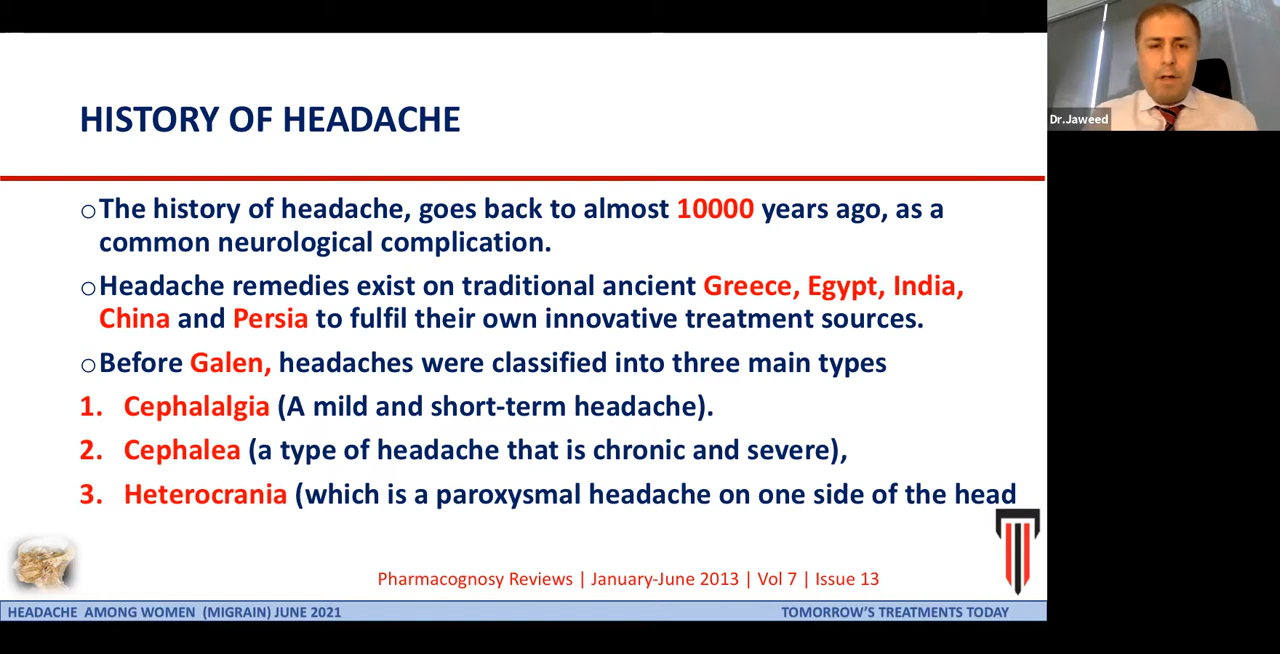 HISTORY OF HEADACHE
Dr.Jaweed
○The history of headache, goes back to almost 10000 years ago, as a
common neurological complication.
○Headache remedies exist on traditional ancient Greece, Egypt, India,
China and Persia to fulfil their own innovative treatment sources.
○Before Galen, headaches were classified into three main types
1. Cephalalgia (A mild and short-term headache).
2. Cephalea (a type of headache that is chronic and severe),
3. Heterocrania (which is a paroxysmal headache on one side of the head
Pharmacognosy Reviews | January-June 2013 | Vol 7 | Issue 13
HEADACHE AMONG WOMEN (MIGRAIN) JUNE 2021
TOMORROW'S TREATMENTS TODAY